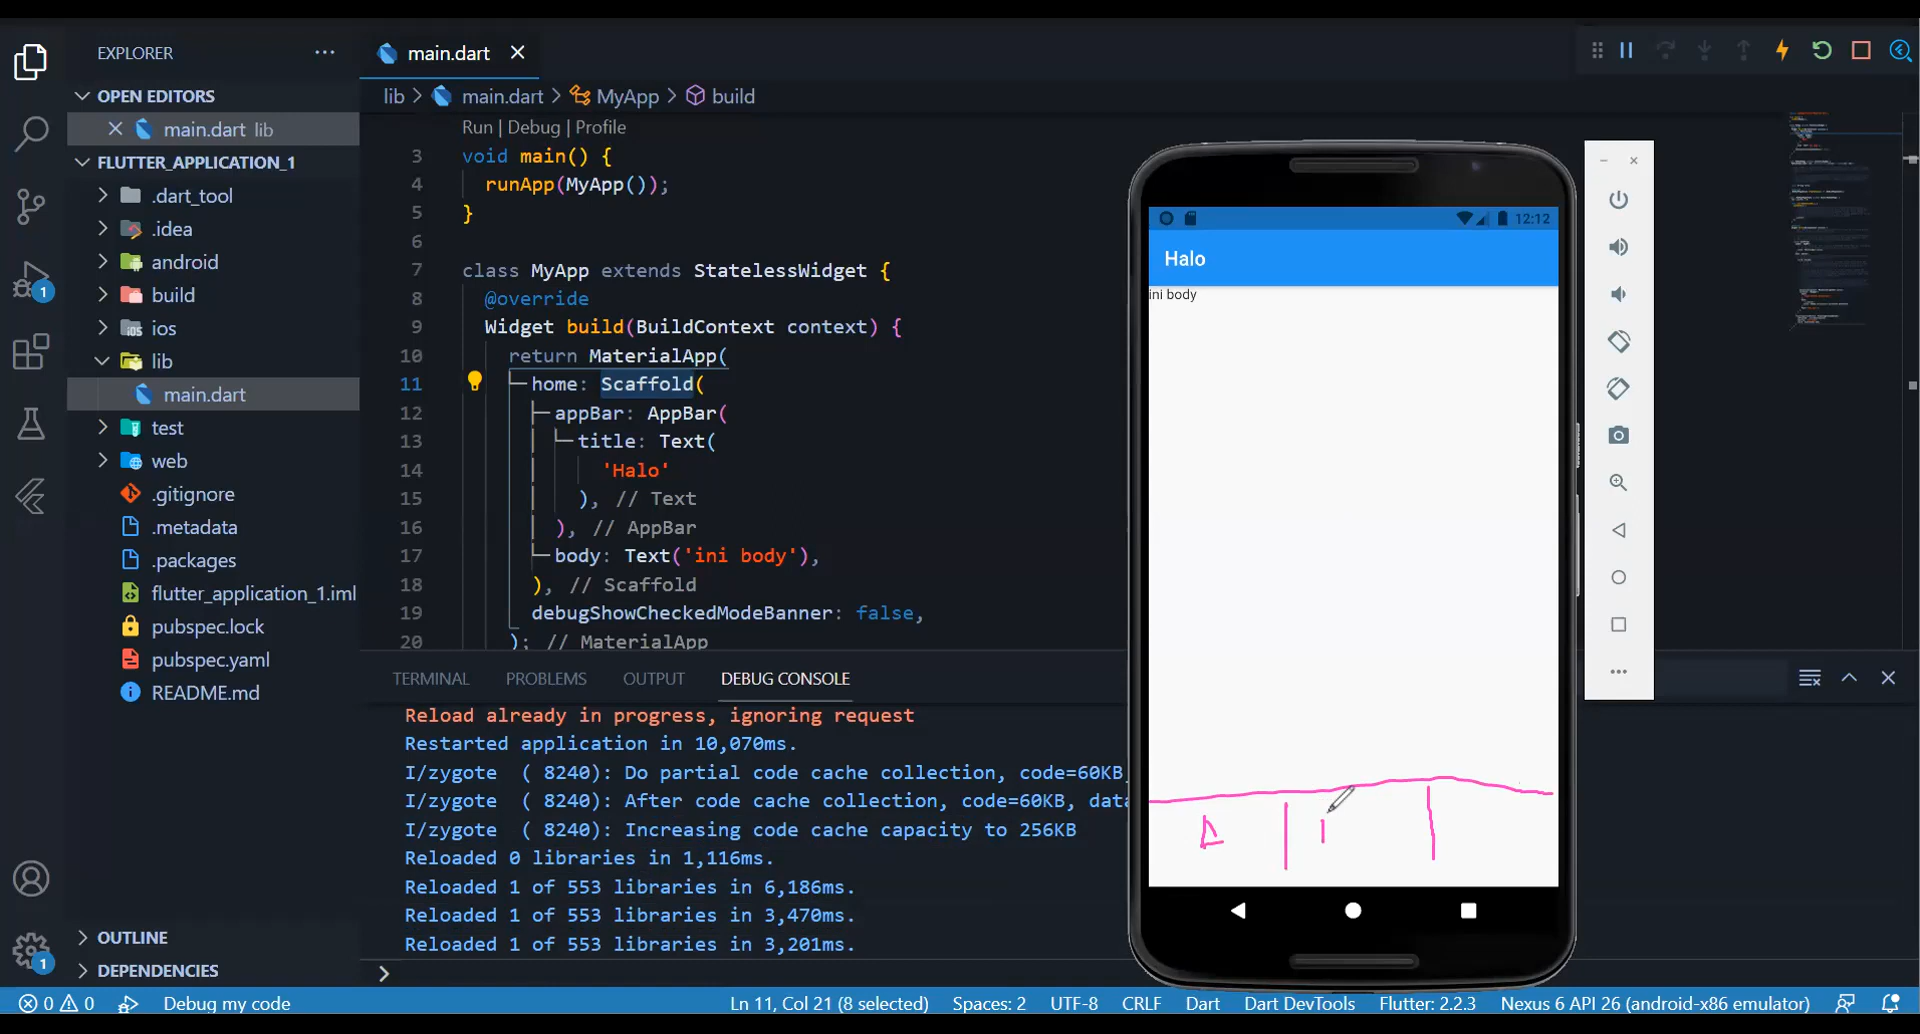 EXPLORER
OPEN EDITORS
main.dart lib
FLUTTER_APPLICATION_1
.dart_tool
.idea
android
build
ios
lib
main.dart
test
web
.gitignore
.metadata
.packages
flutter_application_1.iml
pubspec.lock
pubspec.yaml
README.md
OUTLINE
DEPENDENCIES
main.dart
lib > main.dart > MyApp > build
Run | Debug | Profile
3 void main() {
4 runApp(MyApp());
5 }
6
7 class MyApp extends StatelessWidget {
8 @override
9 Widget build(BuildContext context) {
10 return MaterialApp(
11 home: Scaffold(
12 appBar: AppBar(
13 title: Text(
14 'Halo'
15 ), // Text
16 ), // AppBar
17 body: Text('ini body'),
18 ), // Scaffold
19 debugShowCheckedModeBanner: false,
20 ); // MaterialApp
TERMINAL PROBLEMS OUTPUT DEBUG CONSOLE
Reload already in progress, ignoring request
Restarted application in 10,070ms.
I/zygote ( 8240): Do partial code cache collection, code=60KB,
I/zygote ( 8240): After code cache collection, code=60KB, data
I/zygote ( 8240): Increasing code cache capacity to 256KB
Reloaded 0 libraries in 1,116ms.
Reloaded 1 of 553 libraries in 6,186ms.
Reloaded 1 of 553 libraries in 3,470ms.
Reloaded 1 of 553 libraries in 3,201ms.
12:12
Halo
ini body
1
1
0 0 Debug my code Ln 11, Col 21 (8 selected) Spaces: 2 UTF-8 CRLF Dart Dart DevTools Flutter: 2.2.3 Nexus 6 API 26 (android-x86 emulator)